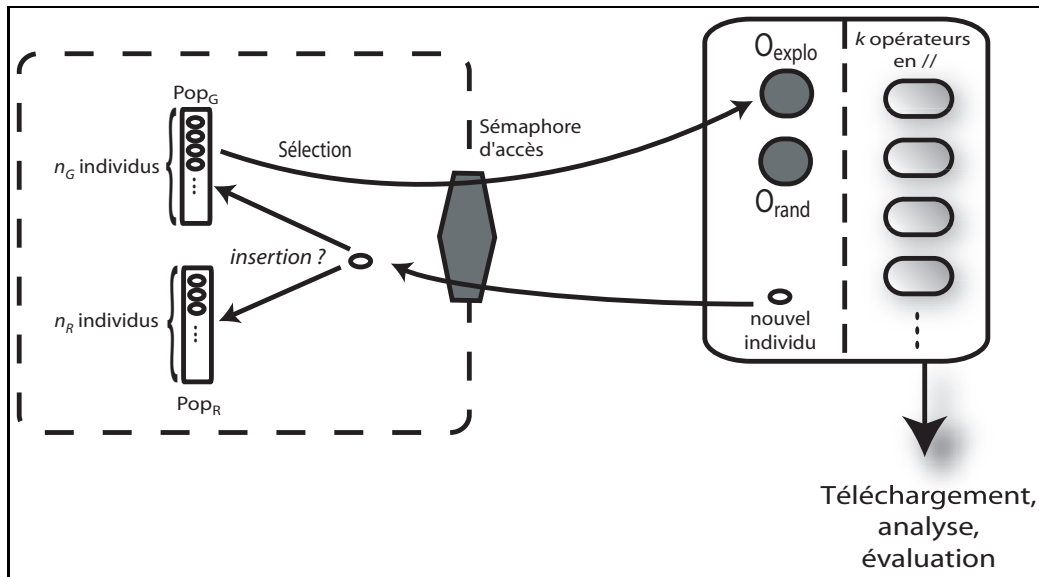 Pop_G
n_G individus
Sélection
insertion ?
n_R individus
Pop_R
Sémaphore
d'accès
O_explo
O_rand
nouvel
individu
k opérateurs
en //
Téléchargement,
analyse,
évaluation